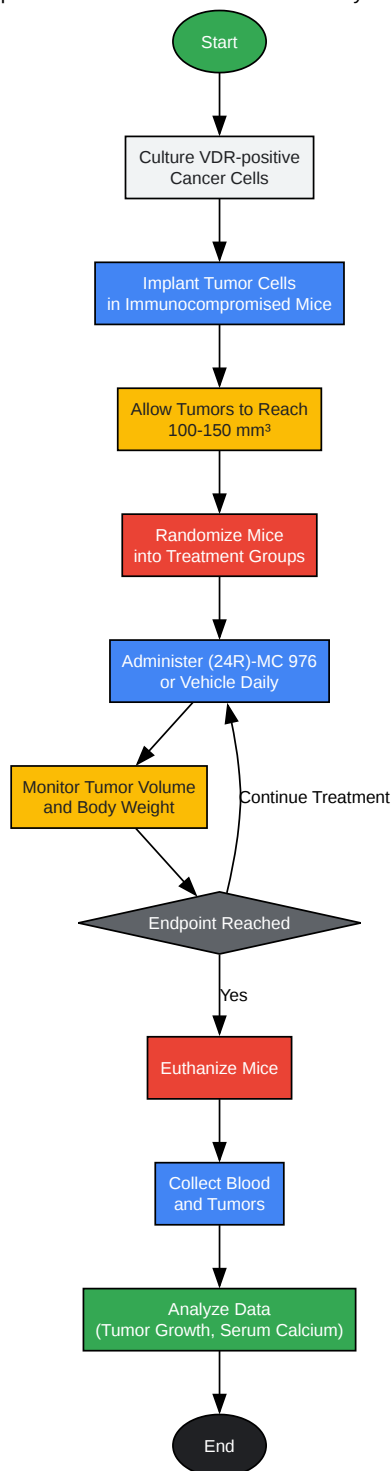 Start
Culture VDR-positive
Cancer Cells
Implant Tumor Cells
in Immunocompromised Mice
Allow Tumors to Reach
100-150 mm³
Randomize Mice
into Treatment Groups
Administer (24R)-MC 976
or Vehicle Daily
Monitor Tumor Volume
and Body Weight
Continue Treatment
Endpoint Reached
Yes
Euthanize Mice
Collect Blood
and Tumors
Analyze Data
(Tumor Growth, Serum Calcium)
End